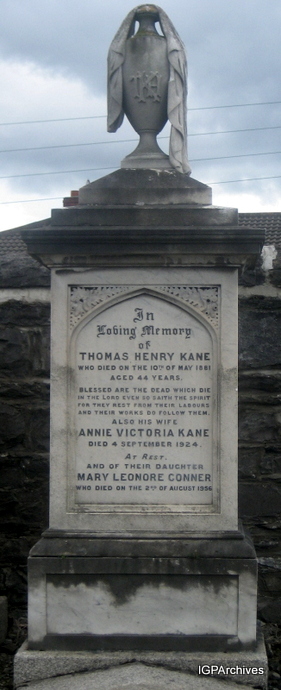 In
Loving Memory
of
THOMAS HENRY KANE
WHO DIED ON THE 10TH OF MAY 1881
AGED 44 YEARS.
BLESSED ARE THE DEAD WHICH DIE
IN THE LORD EVEN SO SAITH THE SPIRIT
FOR THEY REST FROM THEIR LABOURS
AND THEIR WORKS DO FOLLOW THEM.
ALSO HIS WIFE
ANNIE VICTORIA KANE
DIED 4 SEPTEMBER 1924.
At Rest.
AND OF THEIR DAUGHTER
MARY LEONORE CONNER
WHO DIED ON THE 2ND OF AUGUST 1956
IGPArchives